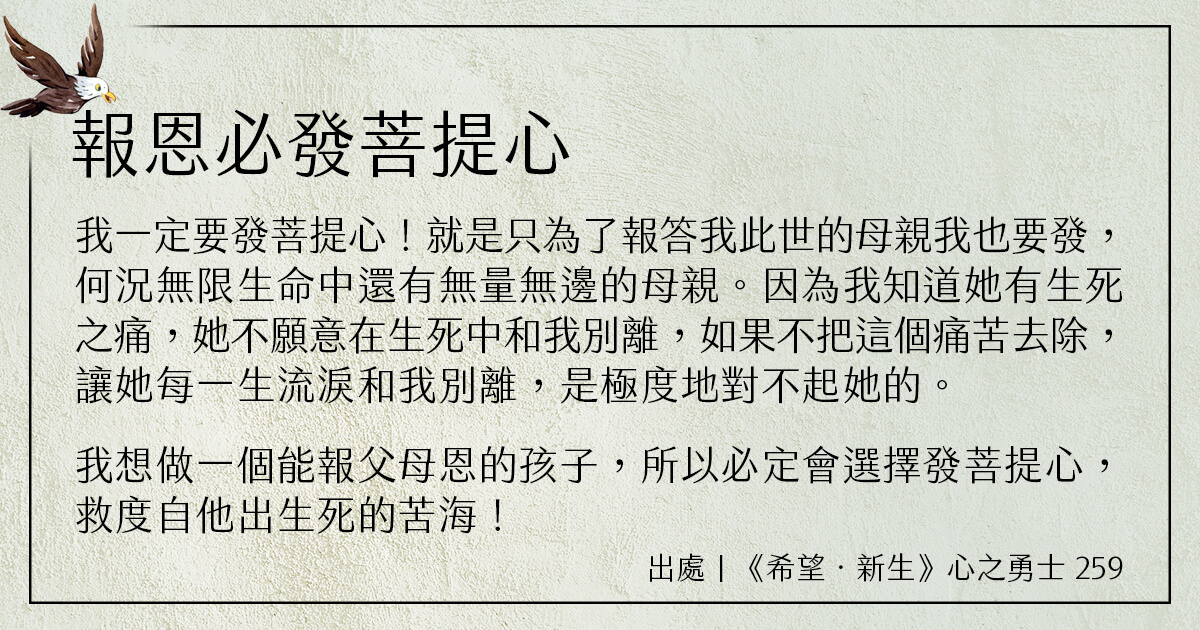 報恩必發菩提心
我一定要發菩提心！就是只為了報答我此世的母親我也要發，
何況無限生命中還有無量無邊的母親。因為我知道她有生死
之痛，她不願意在生死中和我別離，如果不把這個痛苦去除，
讓她每一生流淚和我別離，是極度地對不起她的。
我想做一個能報父母恩的孩子，所以必定會選擇發菩提心，
救度自他出生死的苦海！
出處 | 《希望．新生》心之勇士 259